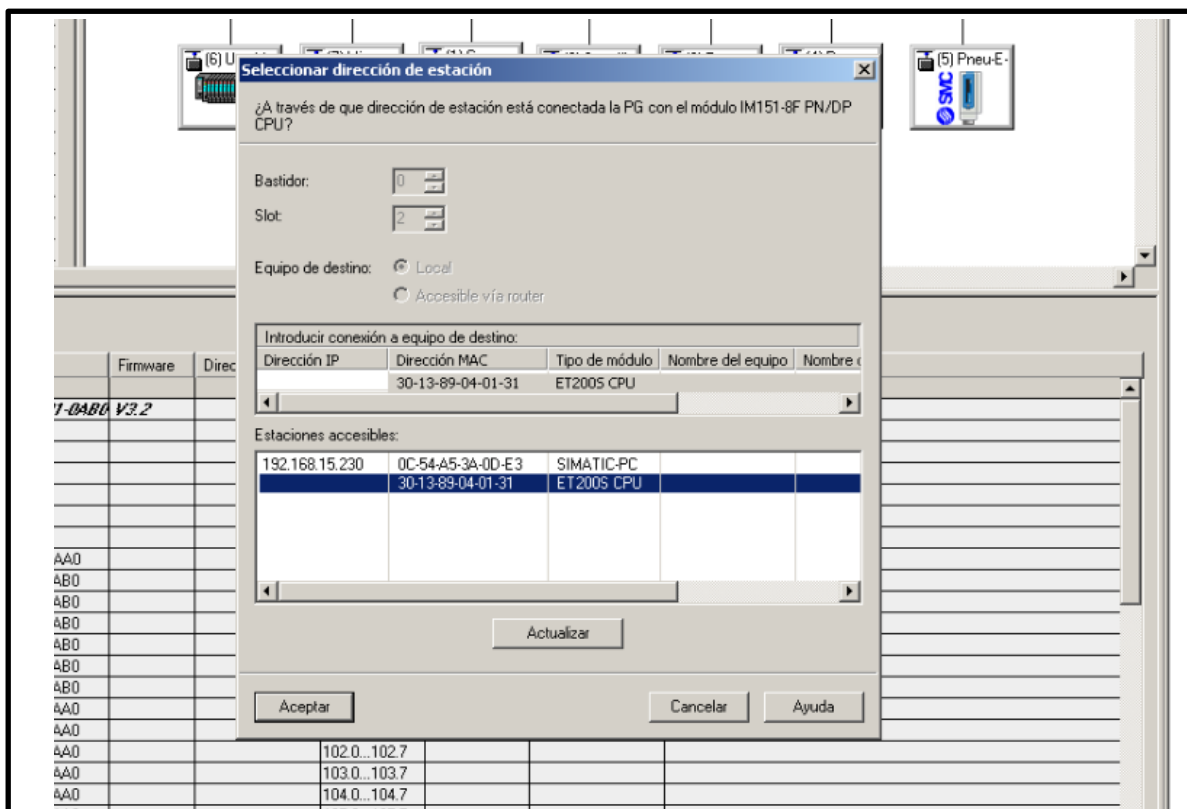 (6) U
(5) Pneu-E-
SMC
Seleccionar dirección de estación
¿A través de que dirección de estación está conectada la PG con el módulo IM151-8F PN/DP
CPU?
Bastidor: 0
Slot: 2
Equipo de destino: Local
Accesible vía router
Introducir conexión a equipo de destino:
Dirección IP Dirección MAC Tipo de módulo Nombre del equipo Nombre
30-13-89-04-01-31 ET200S CPU
Estaciones accesibles:
192.168.15.230 0C-54-A5-3A-0D-E3 SIMATIC-PC
30-13-89-04-01-31 ET200S CPU
Actualizar
Aceptar Cancelar Ayuda
Firmware Direc
1-0AB0 V3.2
AA0
AB0
AB0
AB0
AB0
AB0
AB0
AA0
AA0
AA0 102.0...102.7
AA0 103.0...103.7
AA0 104.0...104.7